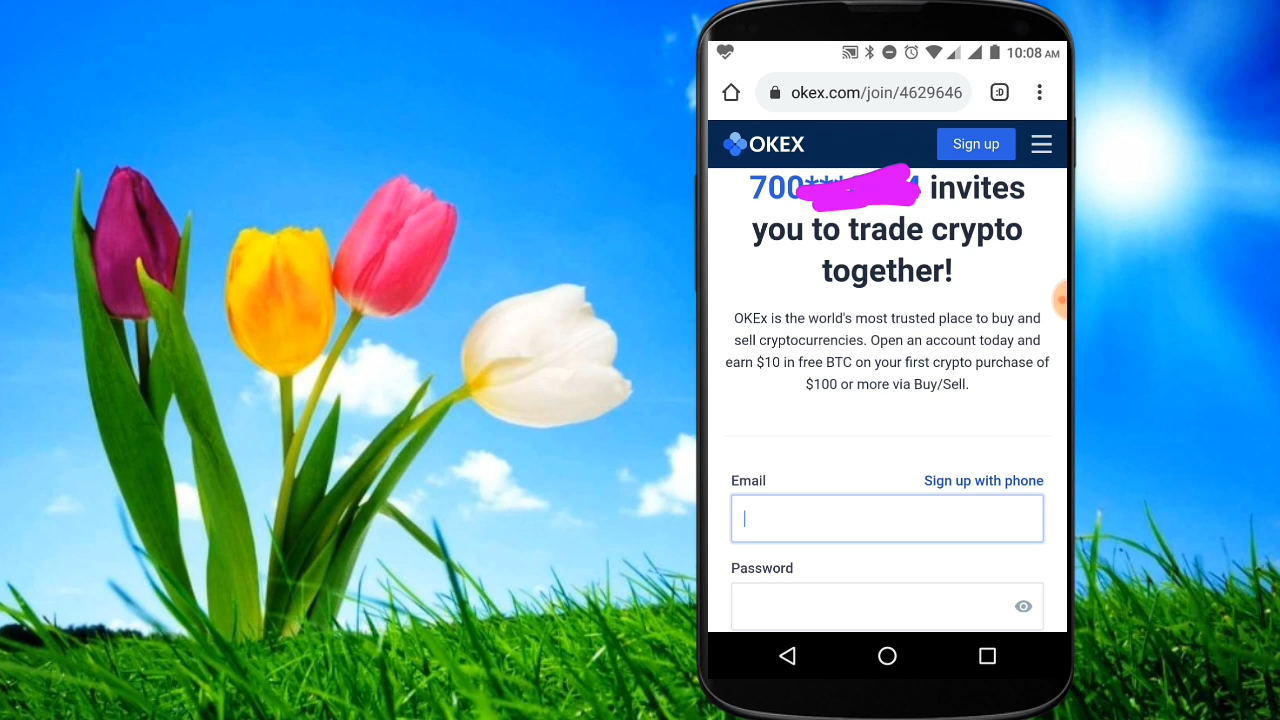 10:08 AM
okex.com/join/4629646
:D
OKEX
Sign up
invites
you to trade crypto
together!
OKEx is the world's most trusted place to buy and
sell cryptocurrencies. Open an account today and
earn $10 in free BTC on your first crypto purchase of
$100 or more via Buy/Sell.
Email
Sign up with phone
Password